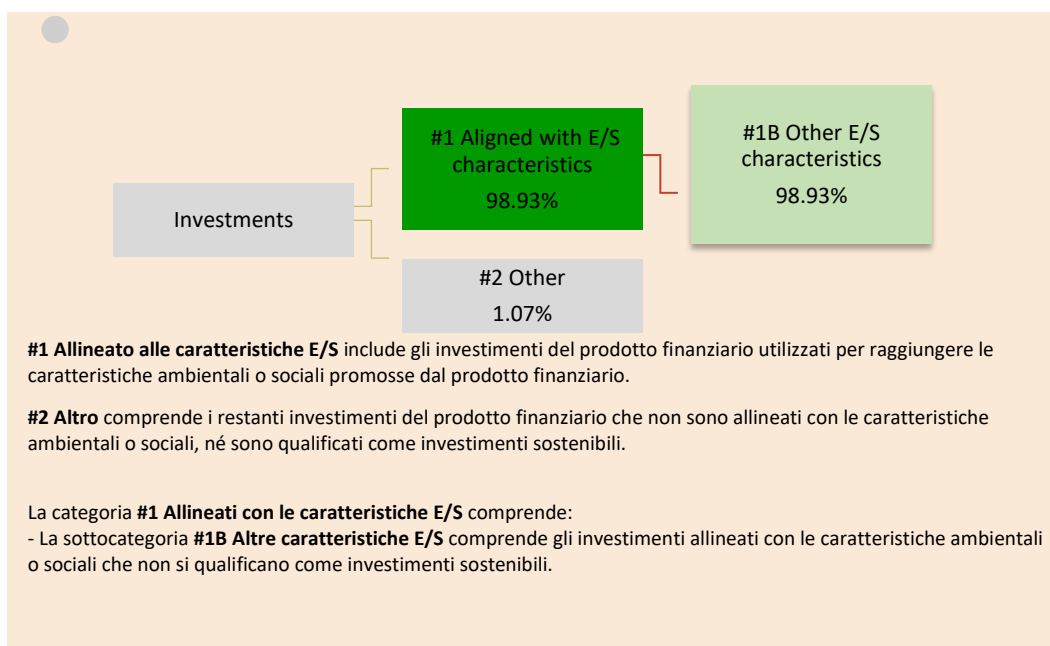 Investments
#1 Aligned with E/S
characteristics
98.93%
#1B Other E/S
characteristics
98.93%
#2 Other
1.07%
#1 Allineato alle caratteristiche E/S include gli investimenti del prodotto finanziario utilizzati per raggiungere le
caratteristiche ambientali o sociali promosse dal prodotto finanziario.
#2 Altro comprende i restanti investimenti del prodotto finanziario che non sono allineati con le caratteristiche
ambientali o sociali, né sono qualificati come investimenti sostenibili.
La categoria #1 Allineati con le caratteristiche E/S comprende:
- La sottocategoria #1B Altre caratteristiche E/S comprende gli investimenti allineati con le caratteristiche ambientali
o sociali che non si qualificano come investimenti sostenibili.